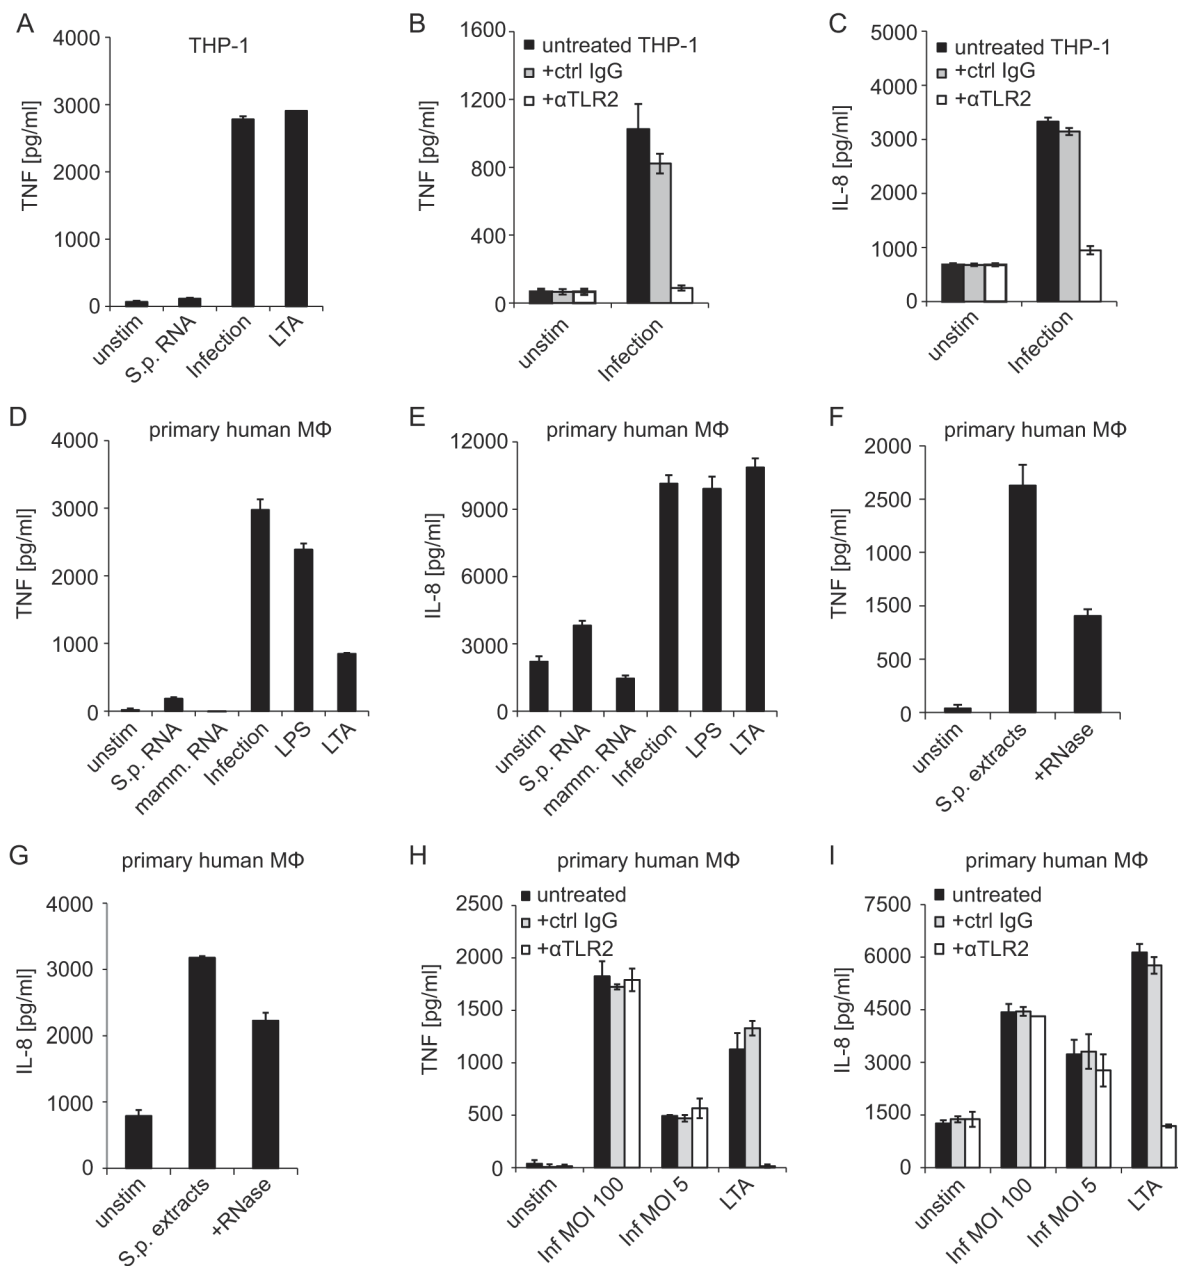 A
THP-1
TNF [pg/ml]
4000
3000
2000
1000
0
unstim
S.p. RNA
Infection
LTA
B
untreated THP-1
+ctrl IgG
+αTLR2
TNF [pg/ml]
1600
1200
800
400
0
unstim
Infection
C
untreated THP-1
+ctrl IgG
+αTLR2
IL-8 [pg/ml]
5000
4000
3000
2000
1000
0
unstim
Infection
D
primary human MΦ
TNF [pg/ml]
4000
3000
2000
1000
0
unstim
S.p. RNA
mamm. RNA
Infection
LPS
LTA
E
primary human MΦ
IL-8 [pg/ml]
12000
9000
6000
3000
0
unstim
S.p. RNA
mamm. RNA
Infection
LPS
LTA
F
primary human MΦ
TNF [pg/ml]
2000
2500
1000
1500
500
0
unstim
S.p. extracts
+RNase
G
primary human MΦ
IL-8 [pg/ml]
4000
3000
2000
1000
0
unstim
S.p. extracts
+RNase
H
primary human MΦ
untreated
+ctrl IgG
+αTLR2
TNF [pg/ml]
2500
2000
1500
1000
500
0
unstim
Inf MOI 100
Inf MOI 5
LTA
I
primary human MΦ
untreated
+ctrl IgG
+αTLR2
IL-8 [pg/ml]
7500
6000
4500
3000
1500
0
unstim
Inf MOI 100
Inf MOI 5
LTA